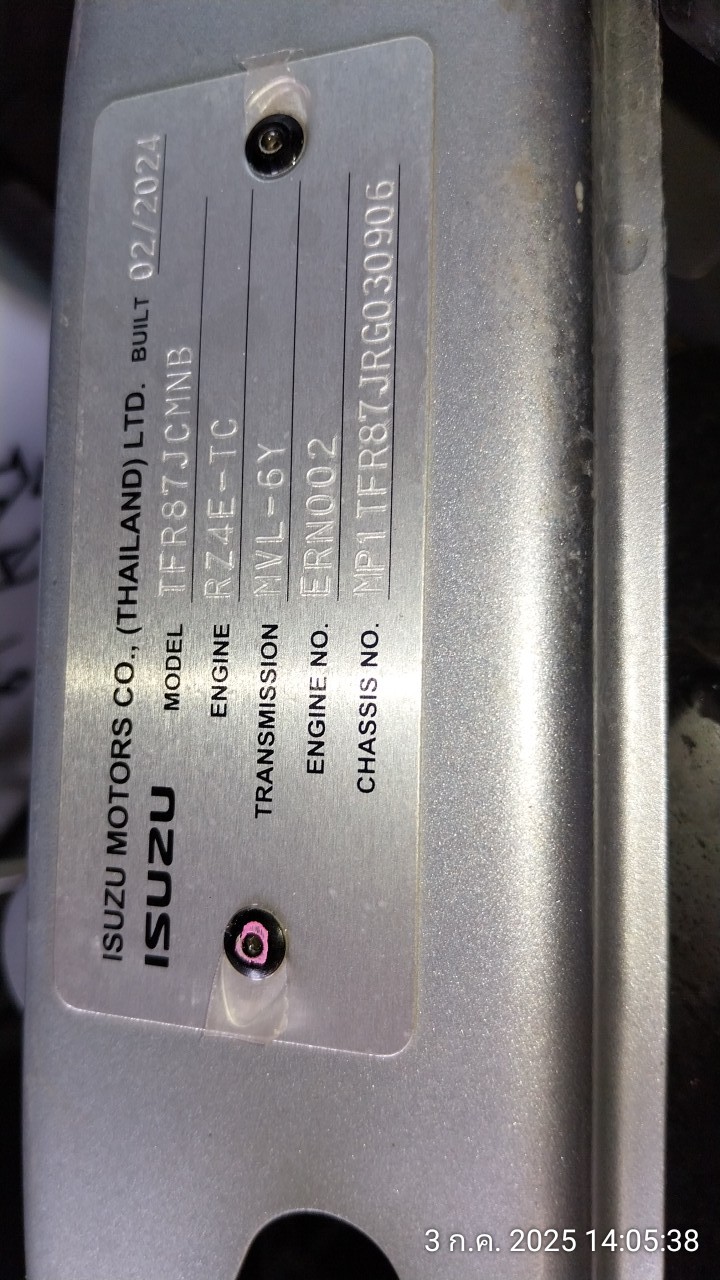 ISUZU MOTORS CO., (THAILAND) LTD. BUILT 02/2024
ISUZU
MODEL TFR87JCMNB
ENGINE RZ4E-TC
TRANSMISSION MVL-6Y
ENGINE NO. ERN002
CHASSIS NO. MP1TFR87JRG030906
3 ก.ค. 2025 14:05:38